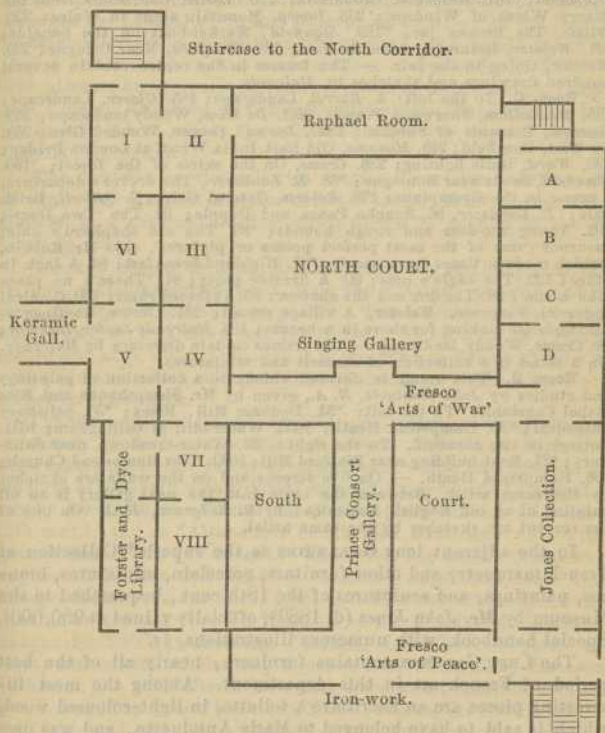 Staircase to the North Corridor.
Raphael Room.
II
A
B
VI
III
NORTH COURT.
C
Keramic
Gall.
D
V
IV
Singing Gallery
Fresco
'Arts of War'
VII
South
Prince Consort
Gallery.
Court.
Jones Collection.
Forster and Dyce
Library.
VIII
Fresco
'Arts of Peace'.
Iron-work.